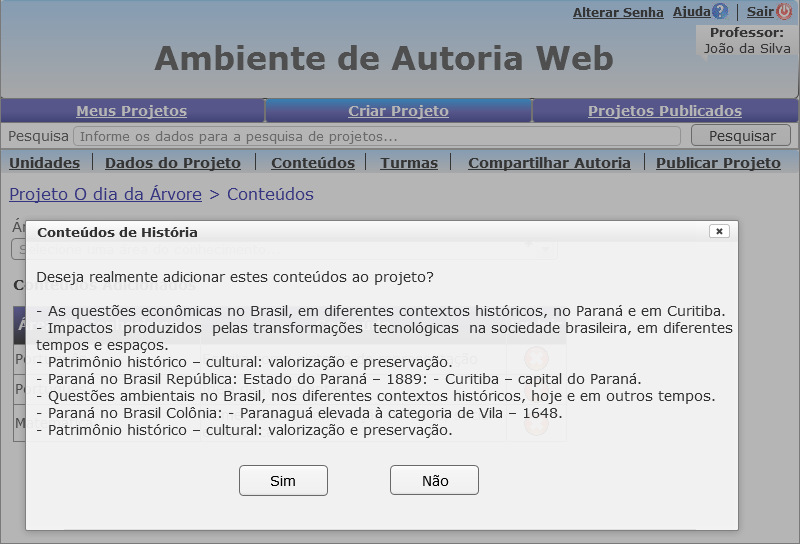 Alterar Senha Ajuda ? Sair
Professor:
João da Silva
Ambiente de Autoria Web
Meus Projetos Criar Projeto Projetos Publicados
Pesquisa Informe os dados para a pesquisa de projetos... Pesquisar
Unidades Dados do Projeto Conteúdos Turmas Compartilhar Autoria Publicar Projeto
Projeto O dia da Árvore > Conteúdos
Conteúdos de História
Deseja realmente adicionar estes conteúdos ao projeto?
- As questões econômicas no Brasil, em diferentes contextos históricos, no Paraná e em Curitiba.
- Impactos produzidos pelas transformações tecnológicas na sociedade brasileira, em diferentes
tempos e espaços.
- Patrimônio histórico – cultural: valorização e preservação.
- Paraná no Brasil República: Estado do Paraná – 1889: - Curitiba – capital do Paraná.
- Questões ambientais no Brasil, nos diferentes contextos históricos, hoje e em outros tempos.
- Paraná no Brasil Colônia: - Paranaguá elevada à categoria de Vila – 1648.
- Patrimônio histórico – cultural: valorização e preservação.
Sim Não